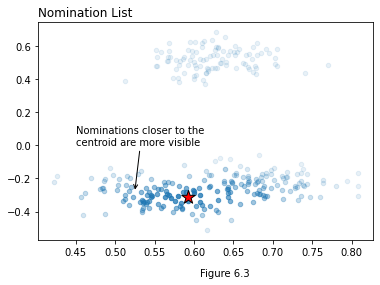 Nomination List
0.6
0.4
0.2
0.0
−0.2
−0.4
Nominations closer to the
centroid are more visible
0.45 0.50 0.55 0.60 0.65 0.70 0.75 0.80
Figure 6.3